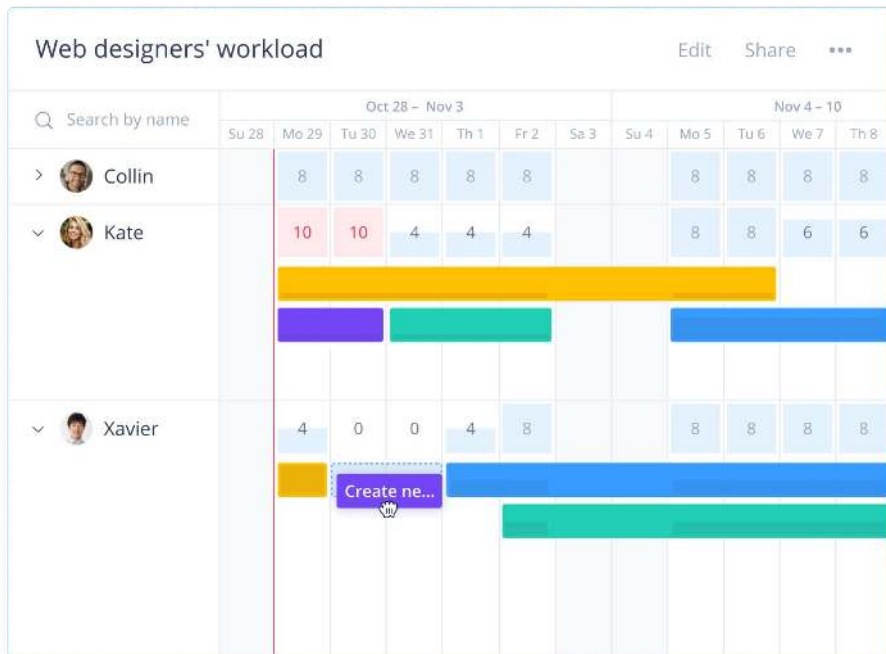 Web designers' workload Edit Share •••
Oct 28 – Nov 3 Nov 4 – 10
Search by name
Su 28 Mo 29 Tu 30 We 31 Th 1 Fr 2 Sa 3 Su 4 Mo 5 Tu 6 We 7 Th 8
Collin 8 8 8 8 8 8 8 8 8
Kate 10 10 4 4 4 8 8 6 6
Xavier 4 0 0 4 8 8 8 8 8
Create ne...